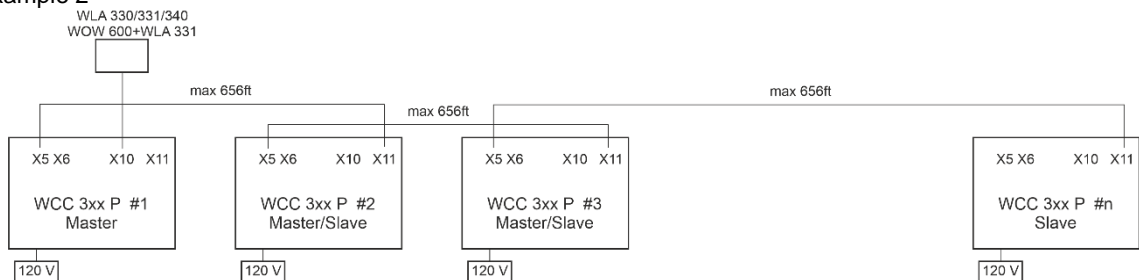 xample 2
WLA 330/331/340
WOW 600+WLA 331
max 656ft
max 656ft
max 656ft
X5 X6 X10 X11
WCC 3xx P #1
Master
120 V
X5 X6 X10 X11
WCC 3xx P #2
Master/Slave
120 V
X5 X6 X10 X11
WCC 3xx P #3
Master/Slave
120 V
X5 X6 X10 X11
WCC 3xx P #n
Slave
120 V